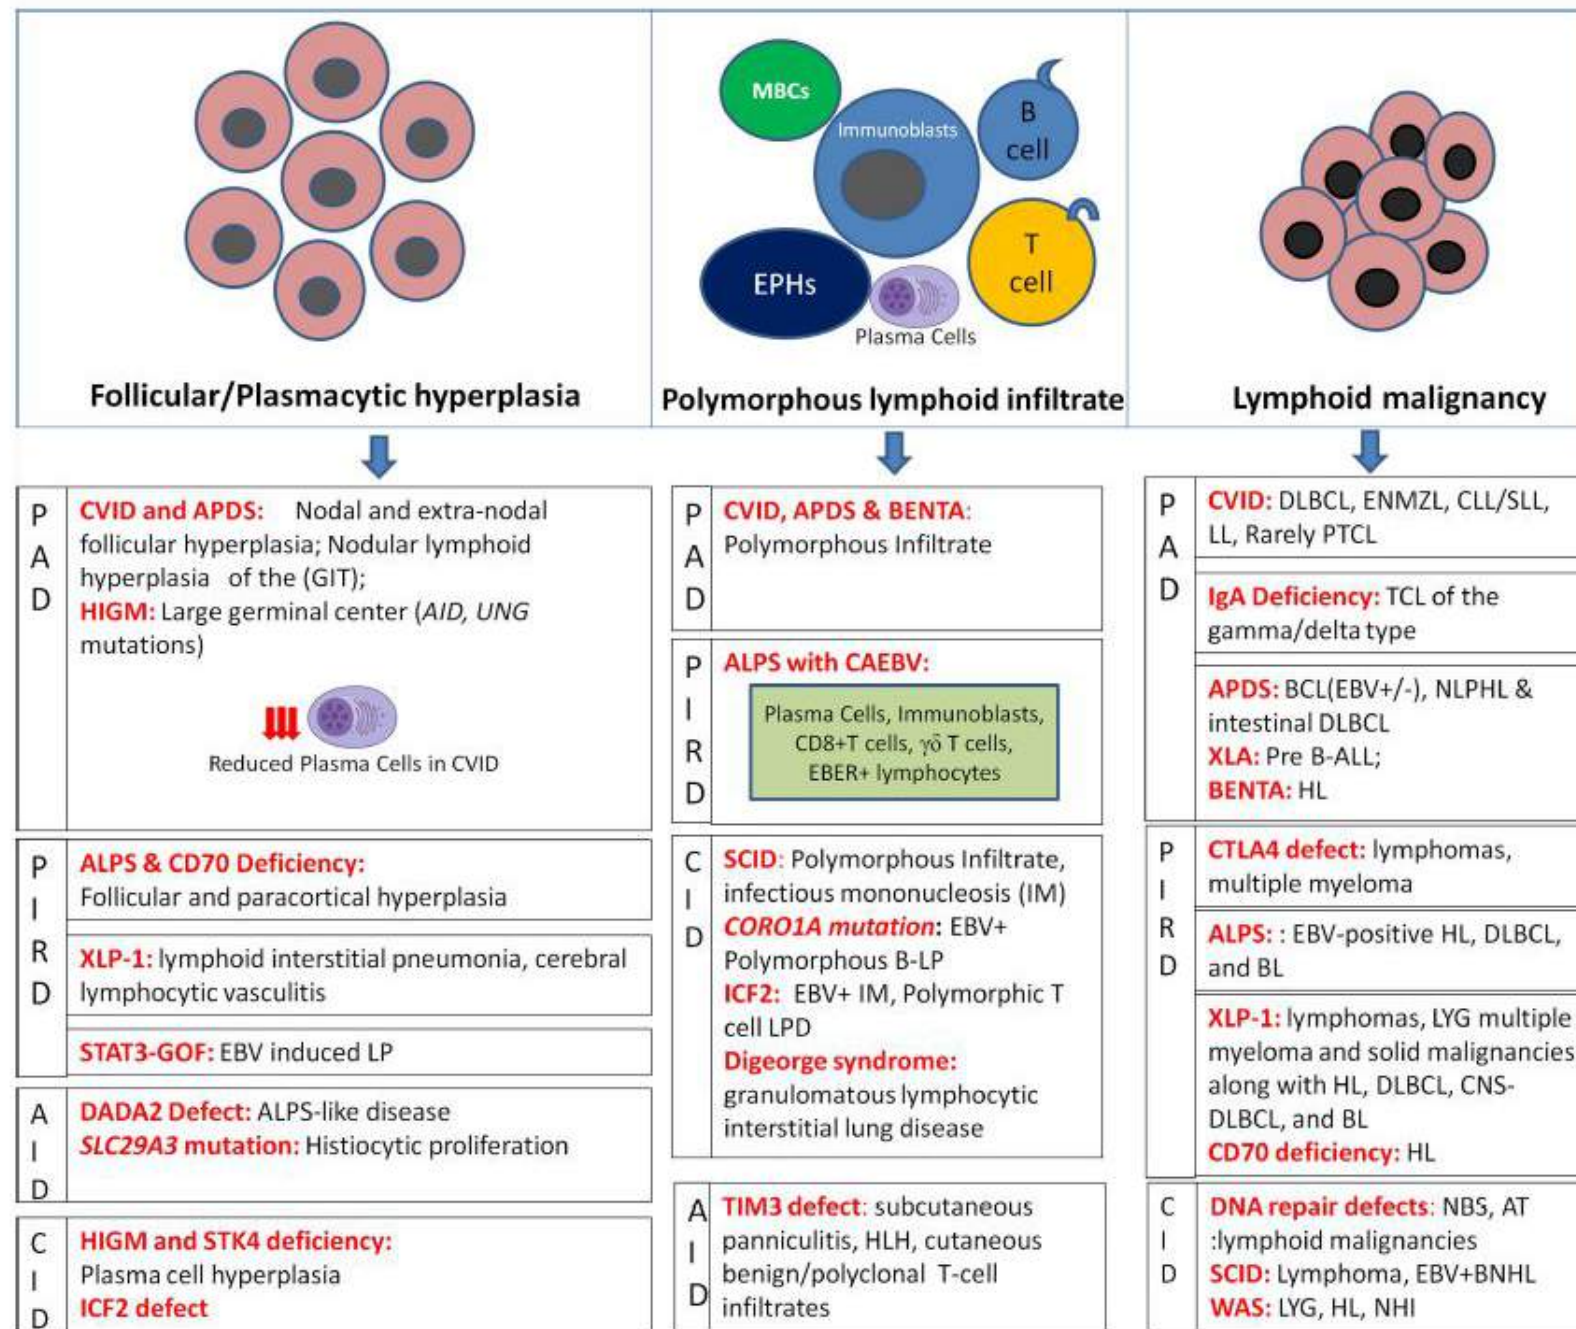 MBCs
Immunoblasts
B
cell
T
cell
EPHs
Plasma Cells
Follicular/Plasmacytic hyperplasia
Polymorphous lymphoid infiltrate
Lymphoid malignancy
P
A
D
CVID and APDS: Nodal and extra-nodal
follicular hyperplasia; Nodular lymphoid
hyperplasia of the (GIT);
HIGM: Large germinal center (AID, UNG
mutations)
Reduced Plasma Cells in CVID
P
I
R
D
ALPS & CD70 Deficiency:
Follicular and paracortical hyperplasia
XLP-1: lymphoid interstitial pneumonia, cerebral
lymphocytic vasculitis
STAT3-GOF: EBV induced LP
A
I
D
DADA2 Defect: ALPS-like disease
SLC29A3 mutation: Histiocytic proliferation
C
I
D
HIGM and STK4 deficiency:
Plasma cell hyperplasia
ICF2 defect
P
A
D
CVID, APDS & BENTA:
Polymorphous Infiltrate
P
I
R
D
ALPS with CAEBV:
Plasma Cells, Immunoblasts,
CD8+T cells, γδ T cells,
EBER+ lymphocytes
C
I
D
SCID: Polymorphous Infiltrate,
infectious mononucleosis (IM)
CORO1A mutation: EBV+
Polymorphous B-LP
ICF2: EBV+ IM, Polymorphic T
cell LPD
Digeorge syndrome:
granulomatous lymphocytic
interstitial lung disease
A
I
D
TIM3 defect: subcutaneous
panniculitis, HLH, cutaneous
benign/polyclonal T-cell
infiltrates
P
A
D
CVID: DLBCL, ENMZL, CLL/SLL,
LL, Rarely PTCL
IgA Deficiency: TCL of the
gamma/delta type
APDS: BCL(EBV+/-), NLPHL &
intestinal DLBCL
XLA: Pre B-ALL;
BENTA: HL
P
I
R
D
CTLA4 defect: lymphomas,
multiple myeloma
ALPS: : EBV-positive HL, DLBCL,
and BL
XLP-1: lymphomas, LYG multiple
myeloma and solid malignancies
along with HL, DLBCL, CNS-
DLBCL, and BL
CD70 deficiency: HL
C
I
D
DNA repair defects: NBS, AT
:lymphoid malignancies
SCID: Lymphoma, EBV+BNHL
WAS: LYG, HL, NHl